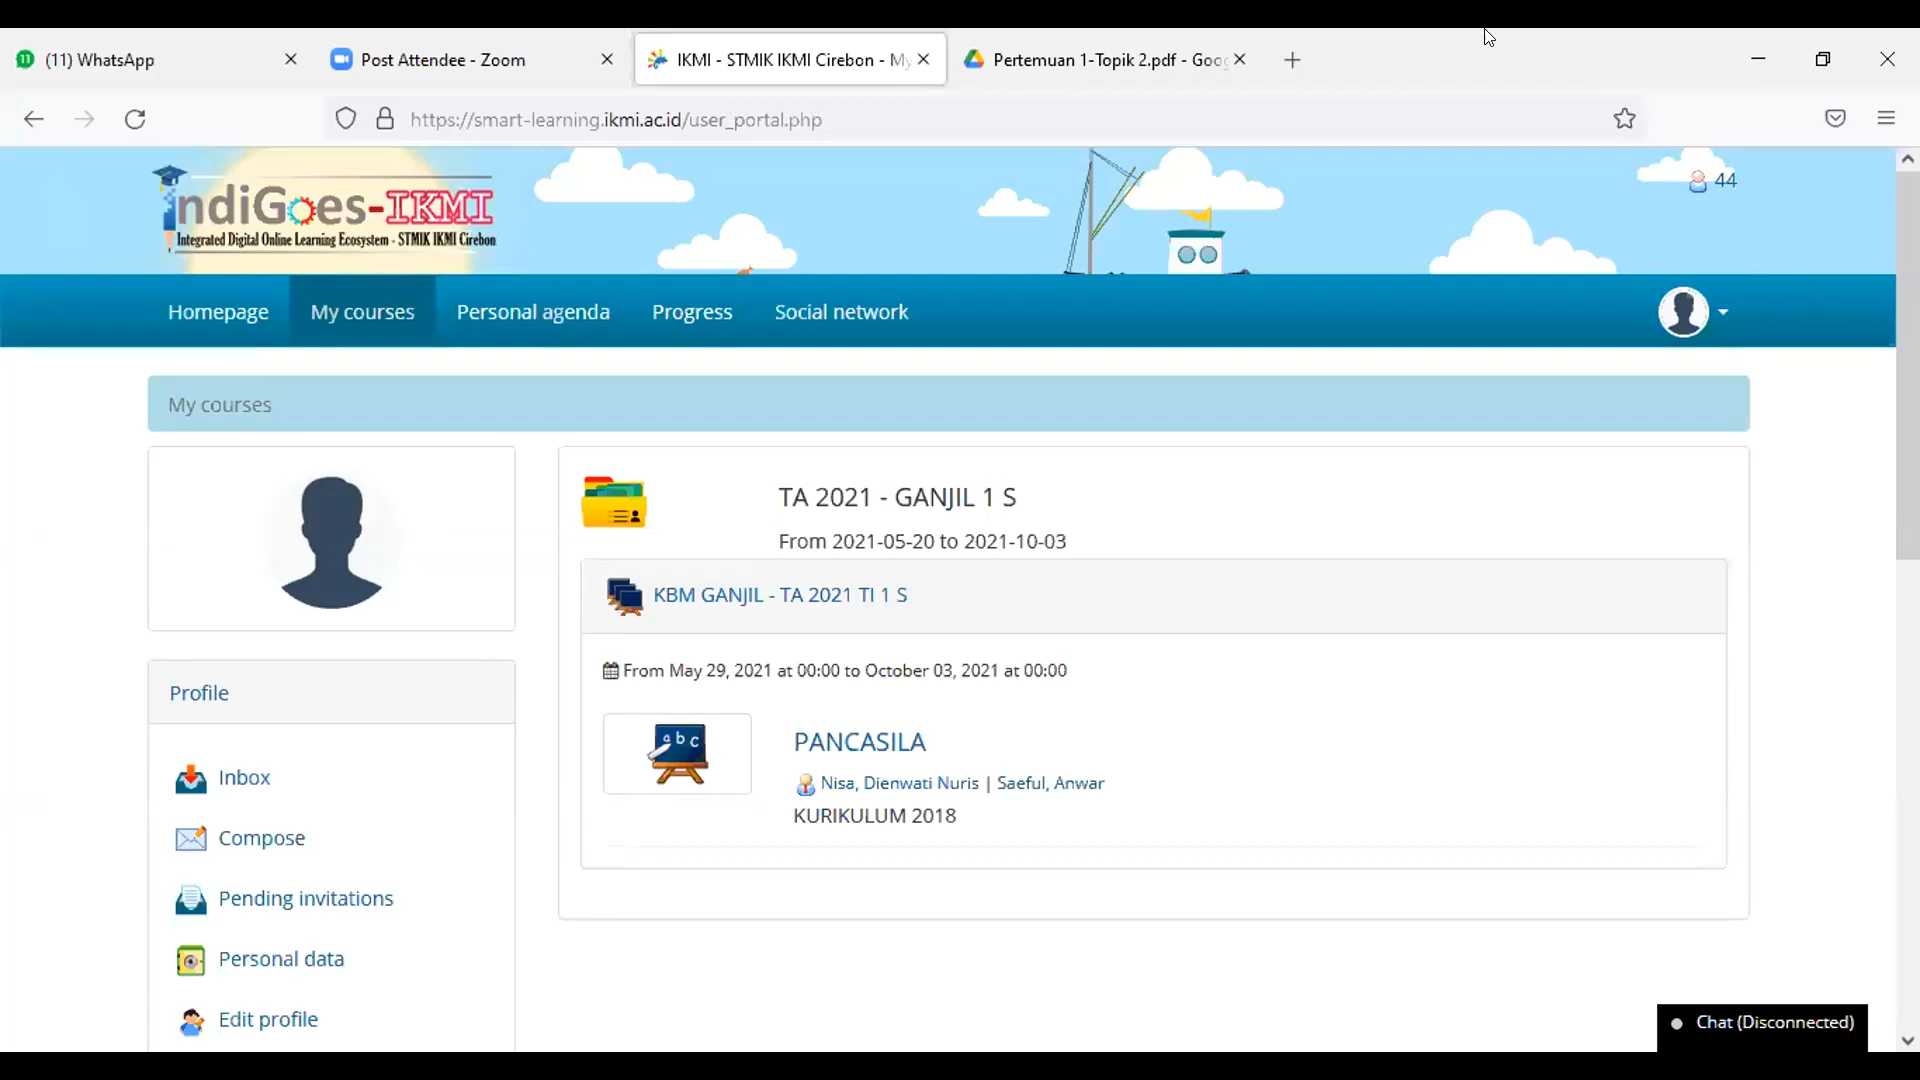 (11) WhatsApp
Post Attendee - Zoom
IKMI - STMIK IKMI Cirebon - My
Pertemuan 1-Topik 2.pdf - Goo
https://smart-learning.ikmi.ac.id/user_portal.php
indiGoes-IKMI
Integrated Digital Online Learning Ecosystem - STMIK IKMI Cirebon
44
Homepage
My courses
Personal agenda
Progress
Social network
My courses
TA 2021 - GANJIL 1 S
From 2021-05-20 to 2021-10-03
KBM GANJIL - TA 2021 TI 1 S
From May 29, 2021 at 00:00 to October 03, 2021 at 00:00
abc
PANCASILA
Nisa, Dienwati Nuris | Saeful, Anwar
KURIKULUM 2018
Profile
Inbox
Compose
Pending invitations
Personal data
Edit profile
Chat (Disconnected)